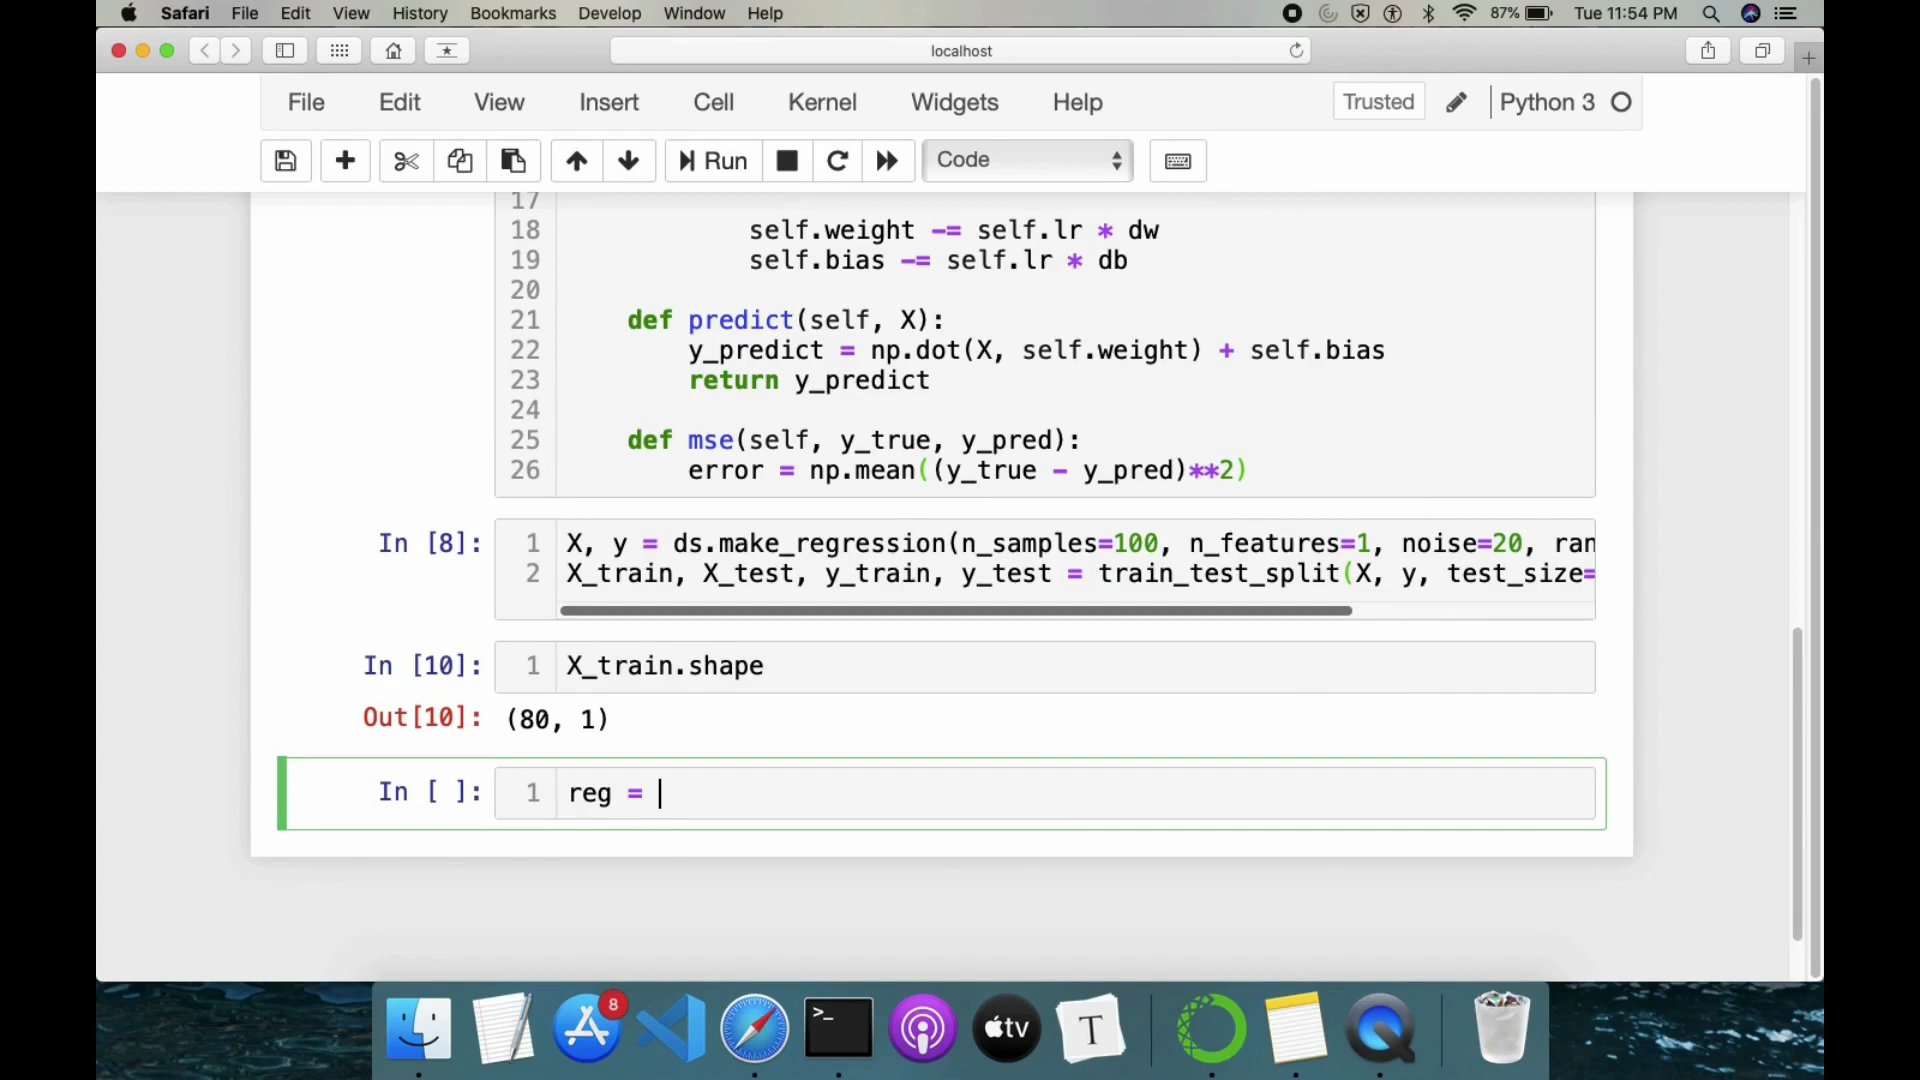 Safari File Edit View History Bookmarks Develop Window Help 87% Tue 11:54 PM
localhost
File Edit View Insert Cell Kernel Widgets Help Trusted Python 3
Run Code
17
18 self.weight -= self.lr * dw
19 self.bias -= self.lr * db
20
21 def predict(self, X):
22 y_predict = np.dot(X, self.weight) + self.bias
23 return y_predict
24
25 def mse(self, y_true, y_pred):
26 error = np.mean((y_true - y_pred)**2)
In [8]: 1 X, y = ds.make_regression(n_samples=100, n_features=1, noise=20, ran
2 X_train, X_test, y_train, y_test = train_test_split(X, y, test_size=
In [10]: 1 X_train.shape
Out[10]: (80, 1)
In [ ]: 1 reg =
8
>_
tv
T